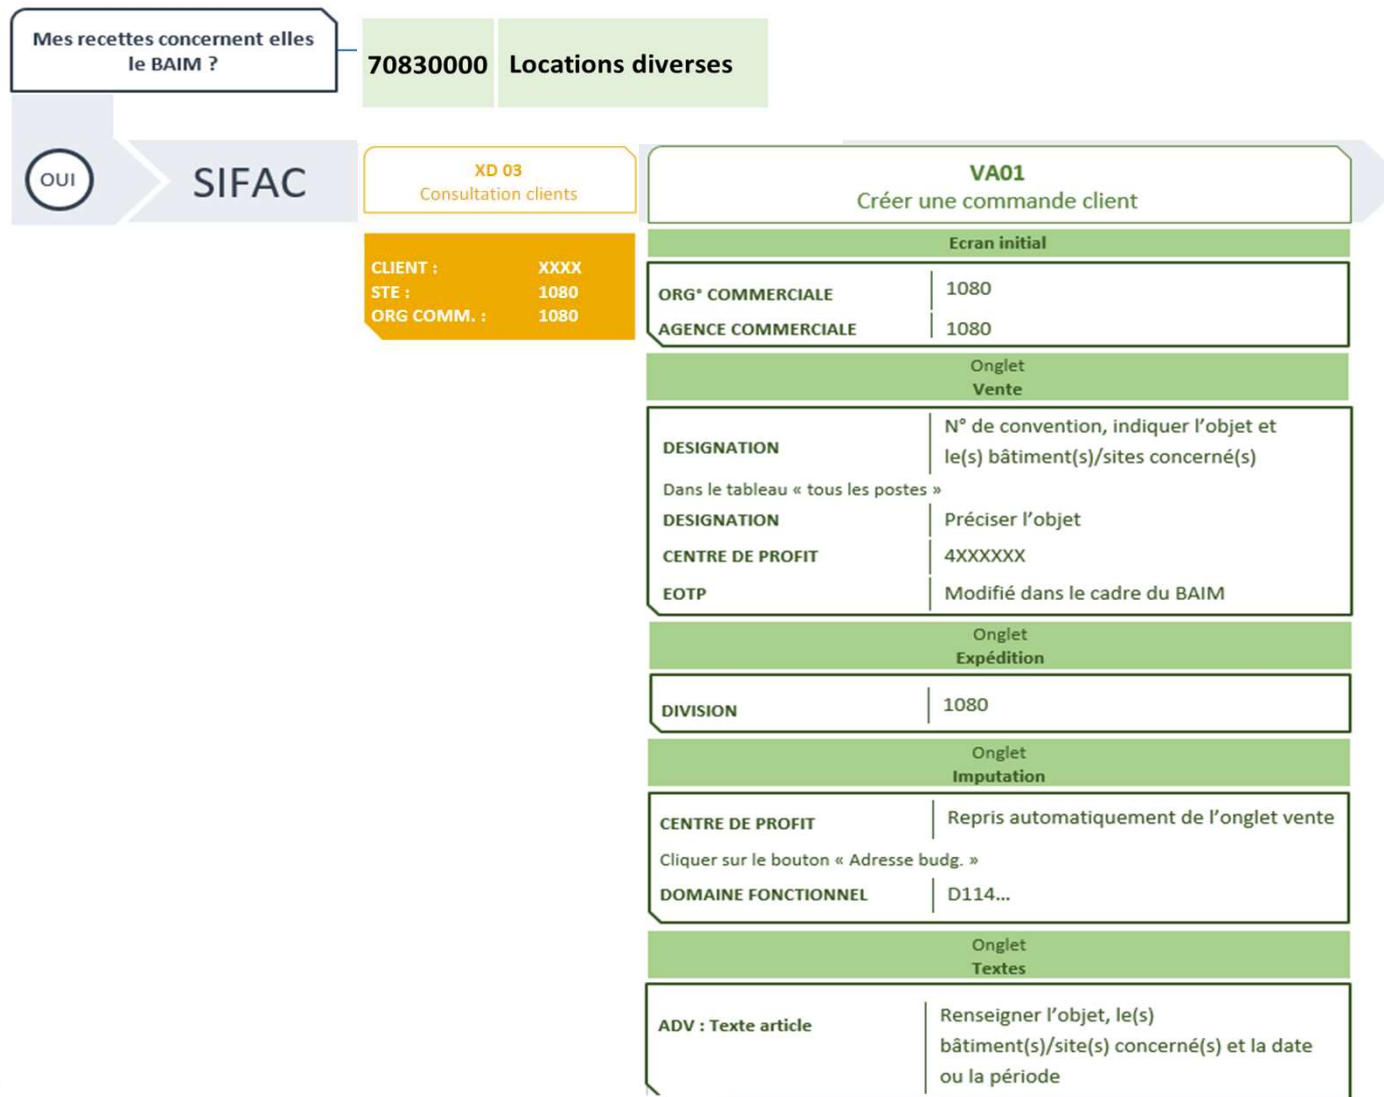 Mes recettes concernent elles
le BAIM ?
70830000 Locations diverses
OUI
SIFAC
XD 03
Consultation clients
VA01
Créer une commande client
CLIENT : XXXX
STE : 1080
ORG COMM. : 1080
Ecran initial
ORG° COMMERCIALE 1080
AGENCE COMMERCIALE 1080
Onglet
Vente
DESIGNATION N° de convention, indiquer l'objet et
le(s) bâtiment(s)/sites concerné(s)
Dans le tableau « tous les postes »
DESIGNATION Préciser l'objet
CENTRE DE PROFIT 4XXXXXX
EOTP Modifié dans le cadre du BAIM
Onglet
Expédition
DIVISION 1080
Onglet
Imputation
CENTRE DE PROFIT Repris automatiquement de l'onglet vente
Cliquer sur le bouton « Adresse budg. »
DOMAINE FONCTIONNEL D114...
Onglet
Textes
ADV : Texte article Renseigner l'objet, le(s)
bâtiment(s)/site(s) concerné(s) et la date
ou la période